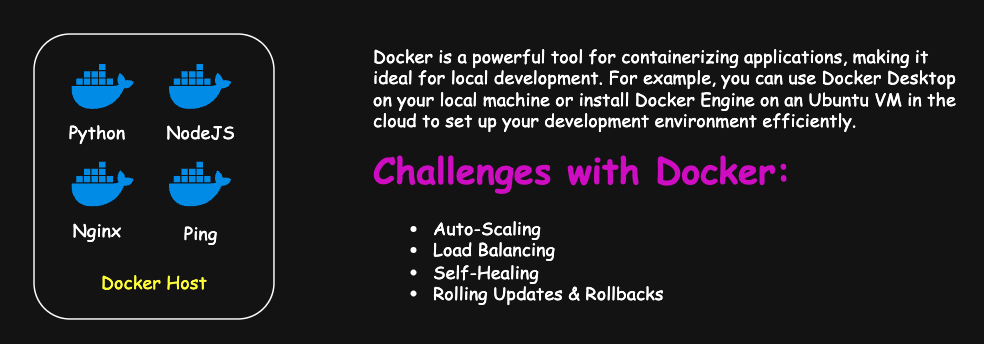 Python NodeJS
Nginx Ping
Docker Host
Docker is a powerful tool for containerizing applications, making it
ideal for local development. For example, you can use Docker Desktop
on your local machine or install Docker Engine on an Ubuntu VM in the
cloud to set up your development environment efficiently.
Challenges with Docker:
• Auto-Scaling
• Load Balancing
• Self-Healing
• Rolling Updates & Rollbacks